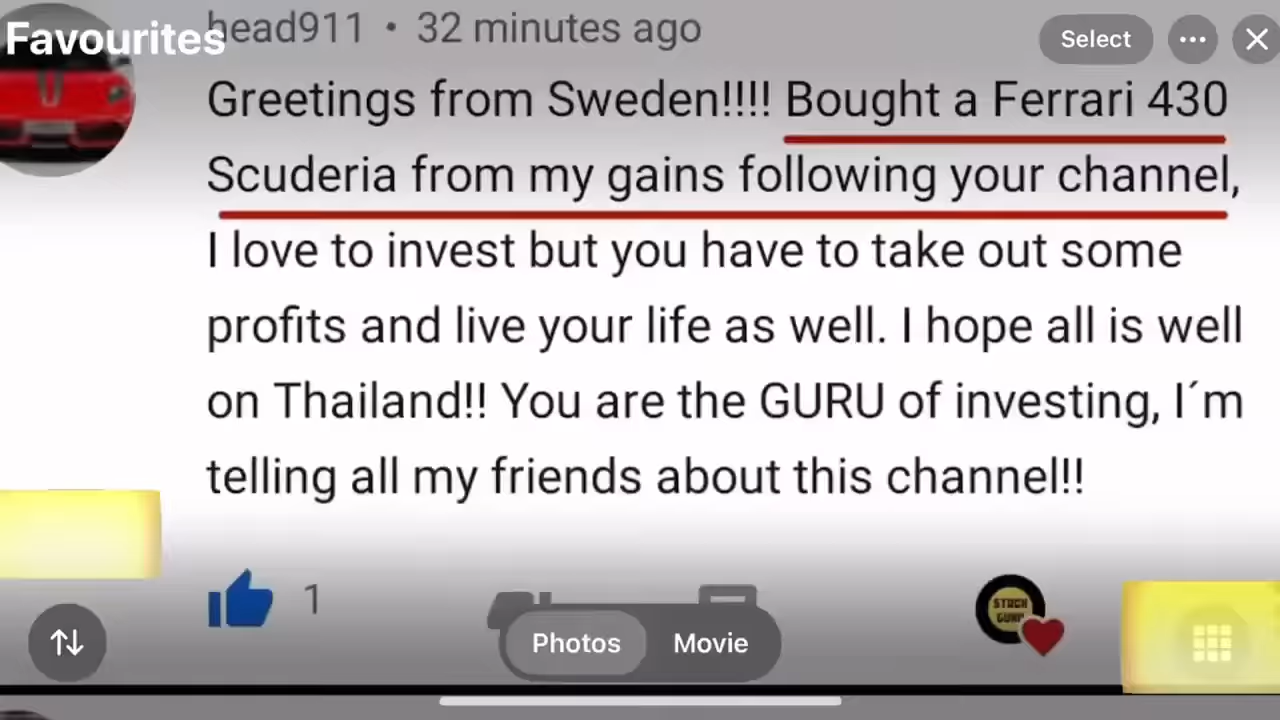 Favourites
head911 • 32 minutes ago
Select
Greetings from Sweden!!!! Bought a Ferrari 430
Scuderia from my gains following your channel,
I love to invest but you have to take out some
profits and live your life as well. I hope all is well
on Thailand!! You are the GURU of investing, I´m
telling all my friends about this channel!!
1
STOCK
GURU
Photos
Movie